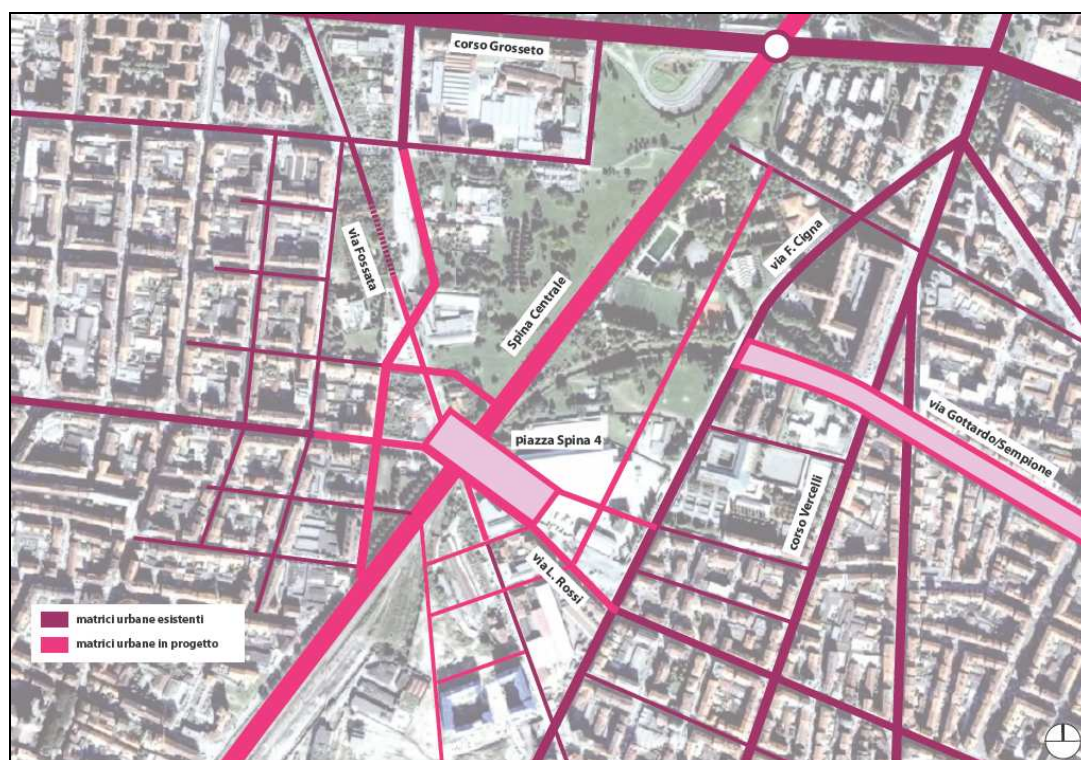 corso Grosseto
via Fossata
via F. Cigna
Spina Centrale
piazza Spina 4
via Gottardo/Sempione
corso Vercelli
via L. Rossi
matrici urbane esistenti
matrici urbane in progetto